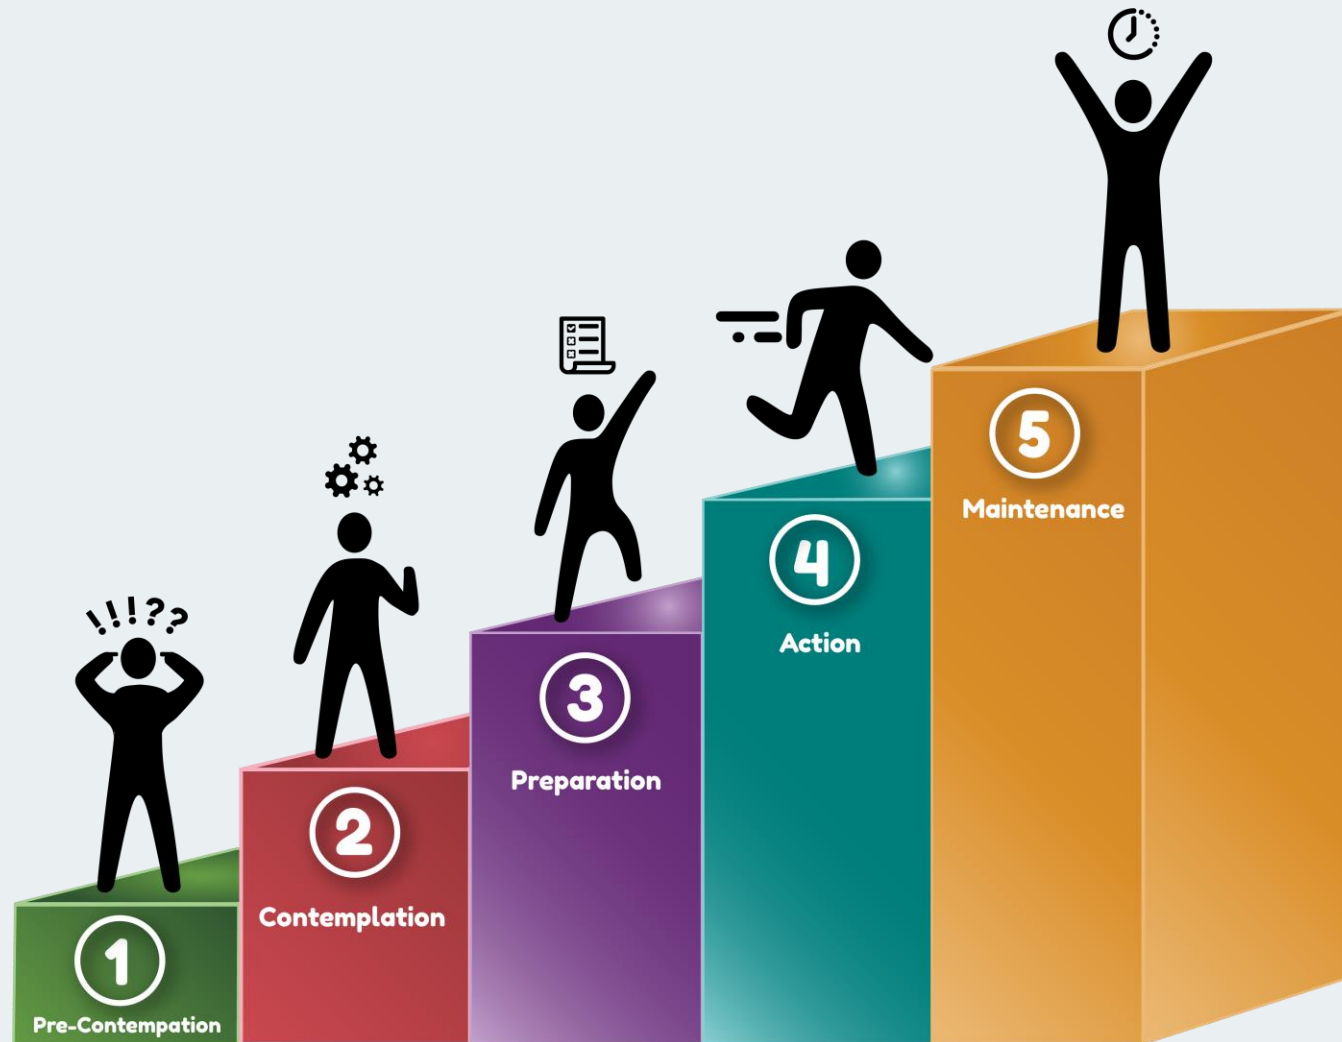 !!!??
1
Pre-Contempation
2
Contemplation
3
Preparation
4
Action
5
Maintenance